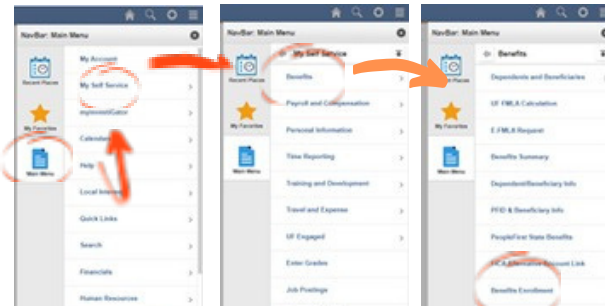 NavBar: Main Menu
Recent Places
My Favorites
Main Menu
My Account
My Self Service
Calendar
Help
Quick Links
Search
Financials
Human Resources
NavBar: Main Menu
Recent Places
My Favorites
Main Menu
My Self Service
Benefits
Payroll and Compensation
Personal Information
Time Reporting
Training and Development
Travel and Expense
UF Engaged
Enter Grades
Job Postings
NavBar: Main Menu
Places
My Favorites
Main Menu
Benefits
Dependents and Beneficiaries
UF FMLA Calculation
E-FMLA Request
Benefits Summary
Dependent/Beneficiary Info
PFID & Beneficiary Info
PeopleFirst State Benefits
FICA Alternative Account Link
Benefits Enrollment